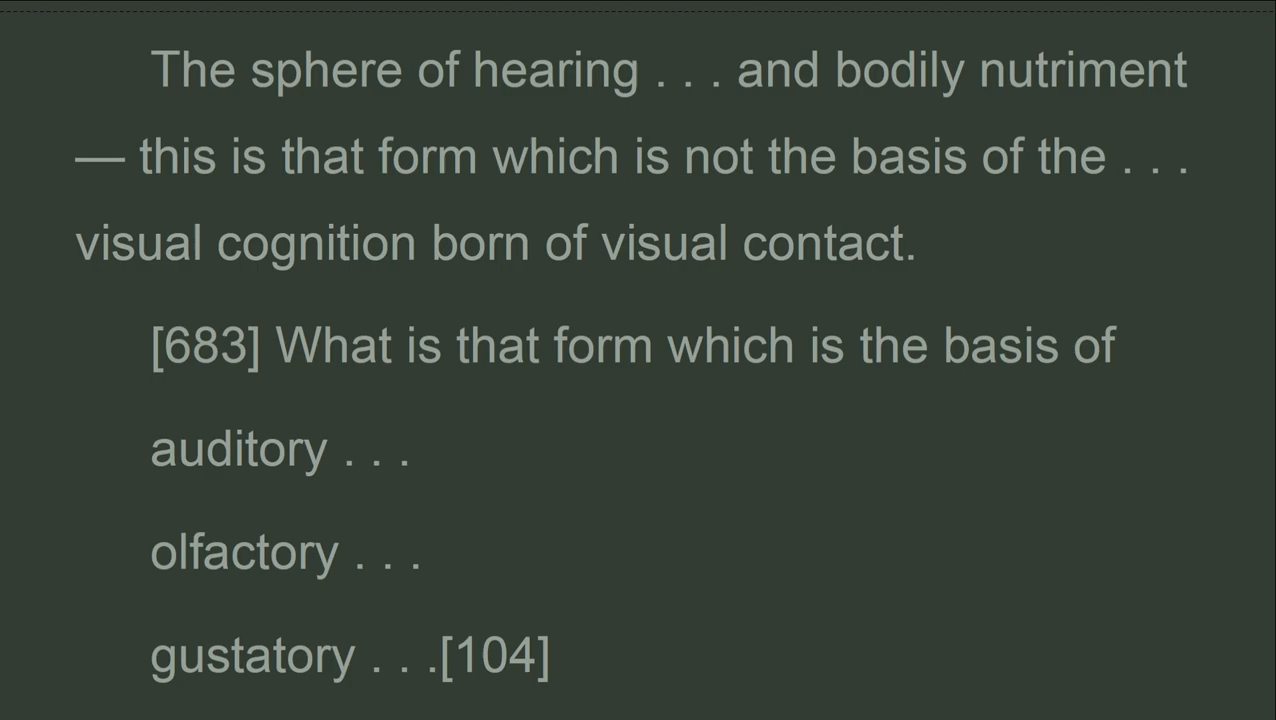 The sphere of hearing . . . and bodily nutriment
— this is that form which is not the basis of the . . .
visual cognition born of visual contact.
[683] What is that form which is the basis of
auditory . . .
olfactory . . .
gustatory . . .[104]